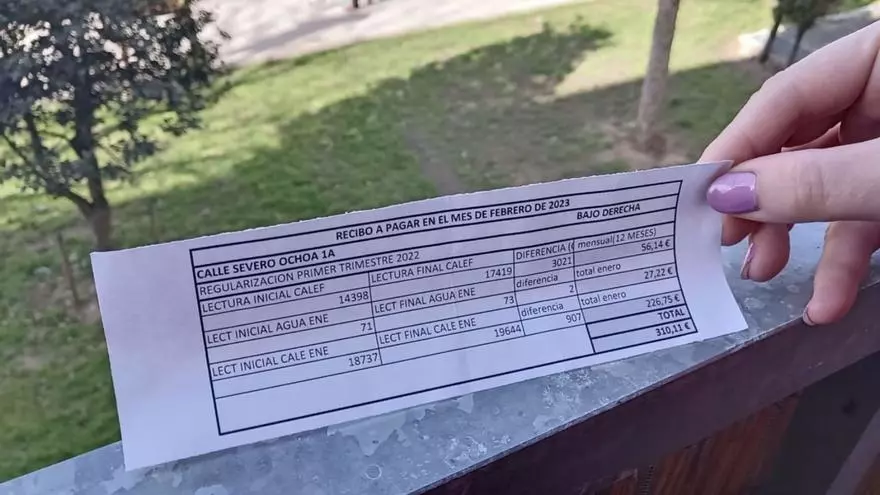 RECIBO A PAGAR EN EL MES DE FEBRERO DE 2023
CALLE SEVERO OCHOA 1A BAJO DERECHA
REGULARIZACION PRIMER TRIMESTRE 2022
LECTURA INICIAL CALEF 14398 LECTURA FINAL CALEF 17419 DIFERENCIA ( 3021 mensual(12 MESES) 56,14 €
LECT INICIAL AGUA ENE 71 LECT FINAL AGUA ENE 73 diferencia 2 total enero 27,22 €
LECT INICIAL CALE ENE 18737 LECT FINAL CALE ENE 19644 diferencia 907 total enero 226,75 €
TOTAL
310,11 €